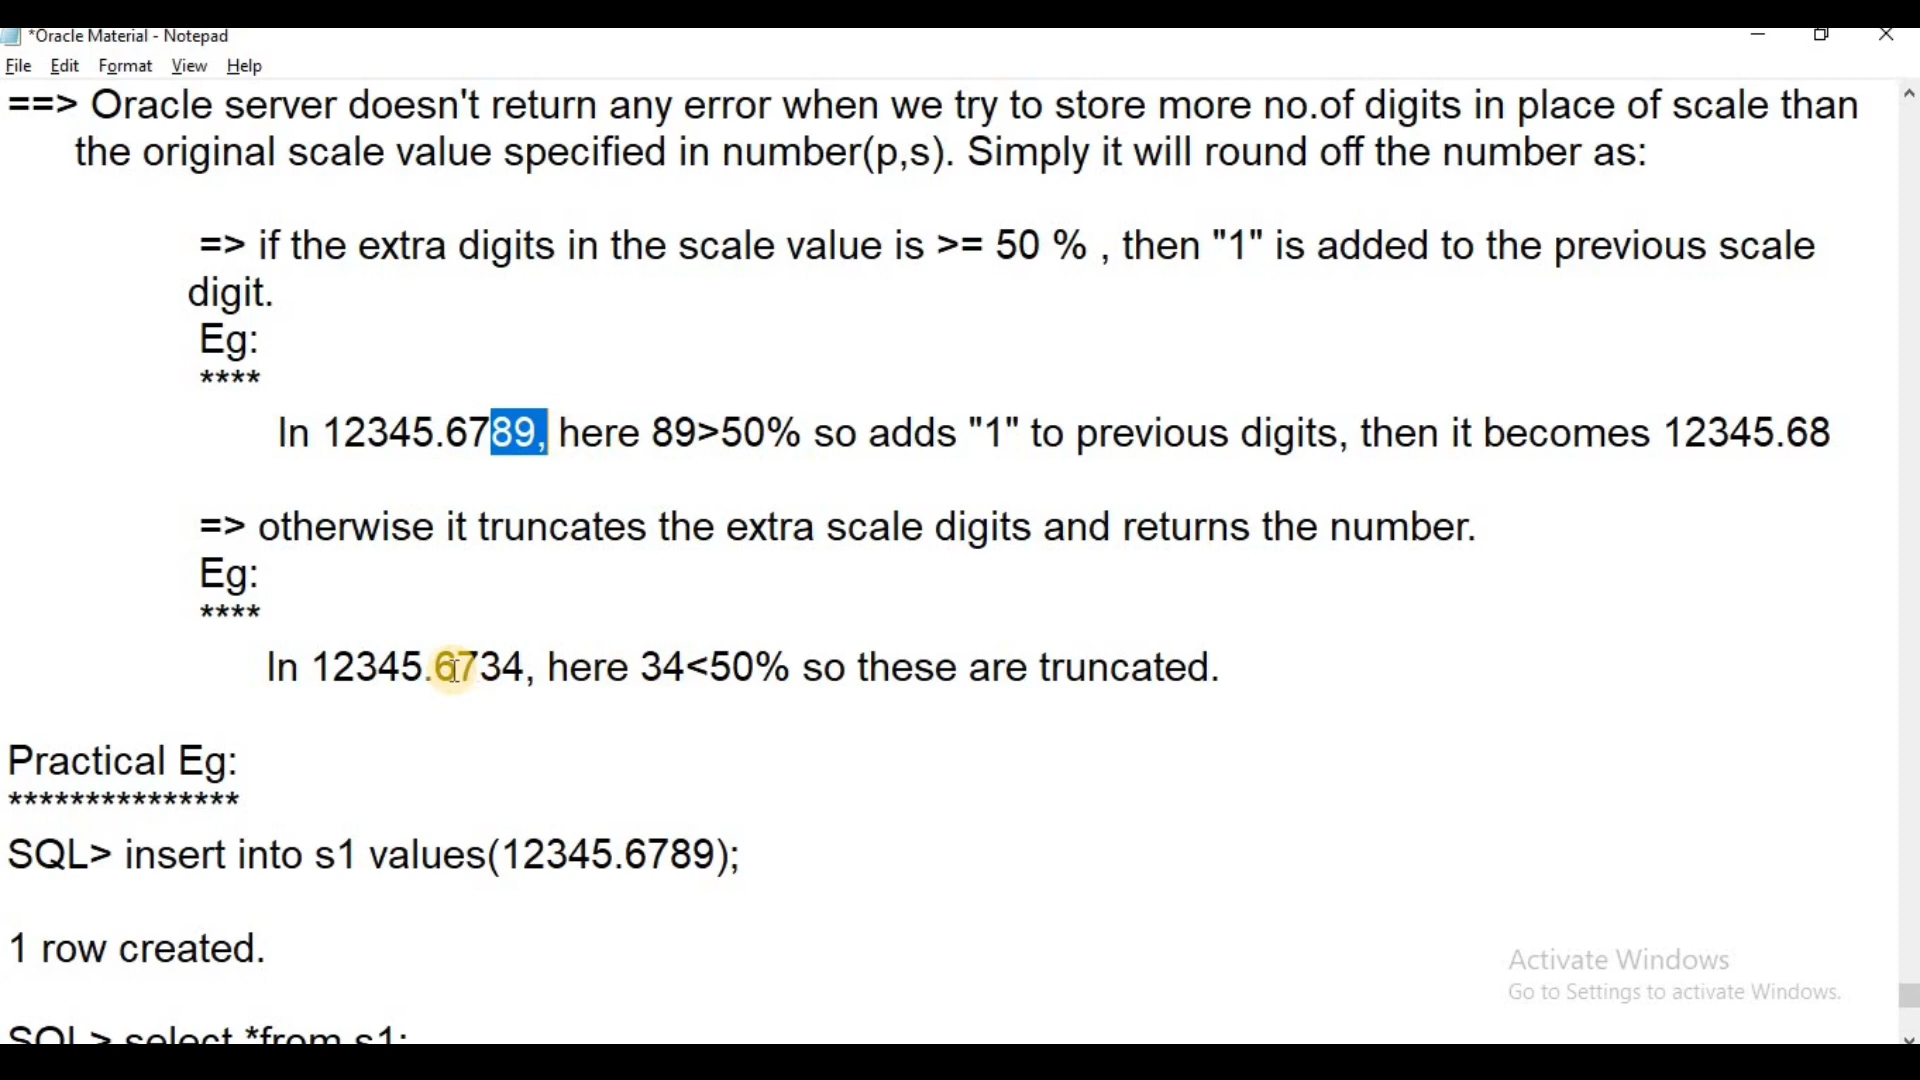 *Oracle Material - Notepad
File Edit Format View Help
==> Oracle server doesn't return any error when we try to store more no.of digits in place of scale than
the original scale value specified in number(p,s). Simply it will round off the number as:
=> if the extra digits in the scale value is >= 50 % , then "1" is added to the previous scale
digit.
Eg:
****
In 12345.6789, here 89>50% so adds "1" to previous digits, then it becomes 12345.68
=> otherwise it truncates the extra scale digits and returns the number.
Eg:
****
In 12345.6734, here 34<50% so these are truncated.
Practical Eg:
***************
SQL> insert into s1 values(12345.6789);
1 row created.
Activate Windows
Go to Settings to activate Windows.
SQL> select *from s1;